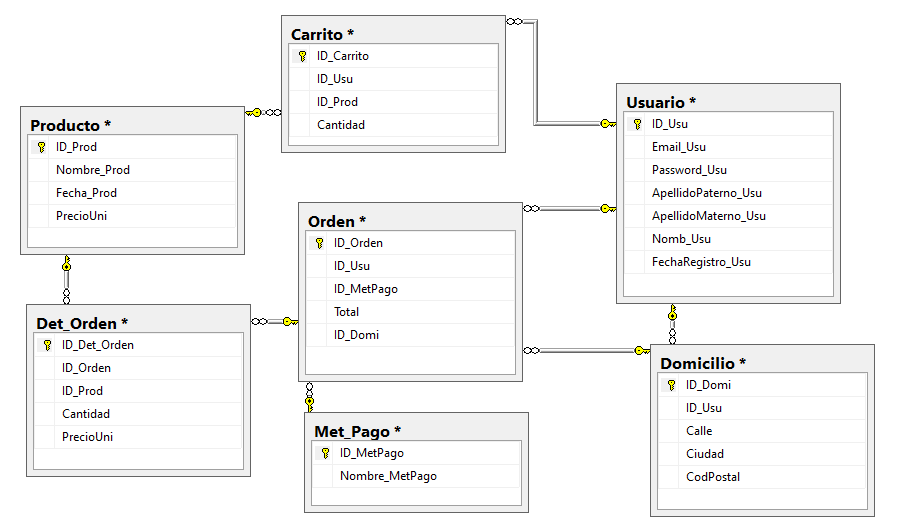 Carrito *
ID_Carrito
ID_Usu
ID_Prod
Cantidad
Usuario *
ID_Usu
Email_Usu
Password_Usu
ApellidoPaterno_Usu
ApellidoMaterno_Usu
Nomb_Usu
FechaRegistro_Usu
Producto *
ID_Prod
Nombre_Prod
Fecha_Prod
PrecioUni
Orden *
ID_Orden
ID_Usu
ID_MetPago
Total
ID_Domi
Det_Orden *
ID_Det_Orden
ID_Orden
ID_Prod
Cantidad
PrecioUni
Domicilio *
ID_Domi
ID_Usu
Calle
Ciudad
CodPostal
Met_Pago *
ID_MetPago
Nombre_MetPago